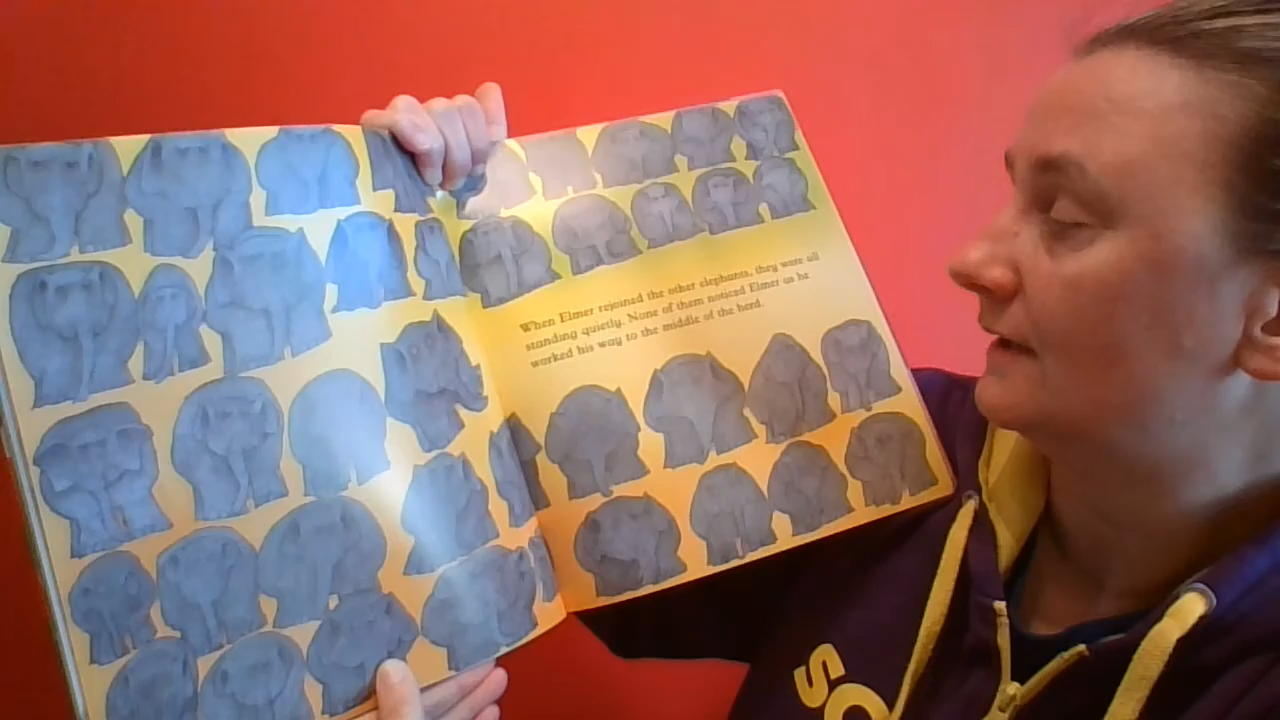 When Elmer rejoined the other elephants, they were all
standing quietly. None of them noticed Elmer as he
worked his way to the middle of the herd.
SC